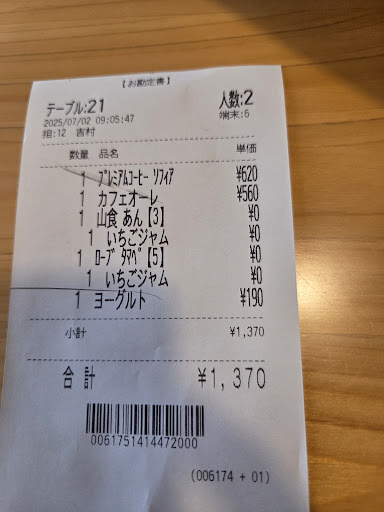 【お勘定書】
テーブル:21 人数:2
2025/07/02 09:05:47 端末:6
担:12 吉村
数量 品名 単価
1 プレミアムコーヒー ソフィア ¥620
1 カフェオーレ ¥560
1 山食 あん【3】 ¥0
1 いちごジャム ¥0
1 ローブ タマペ【5】 ¥0
1 いちごジャム ¥0
1 ヨーグルト ¥190
小計 ¥1,370
合計 ¥1,370
0061751414472000
(006174 + 01)